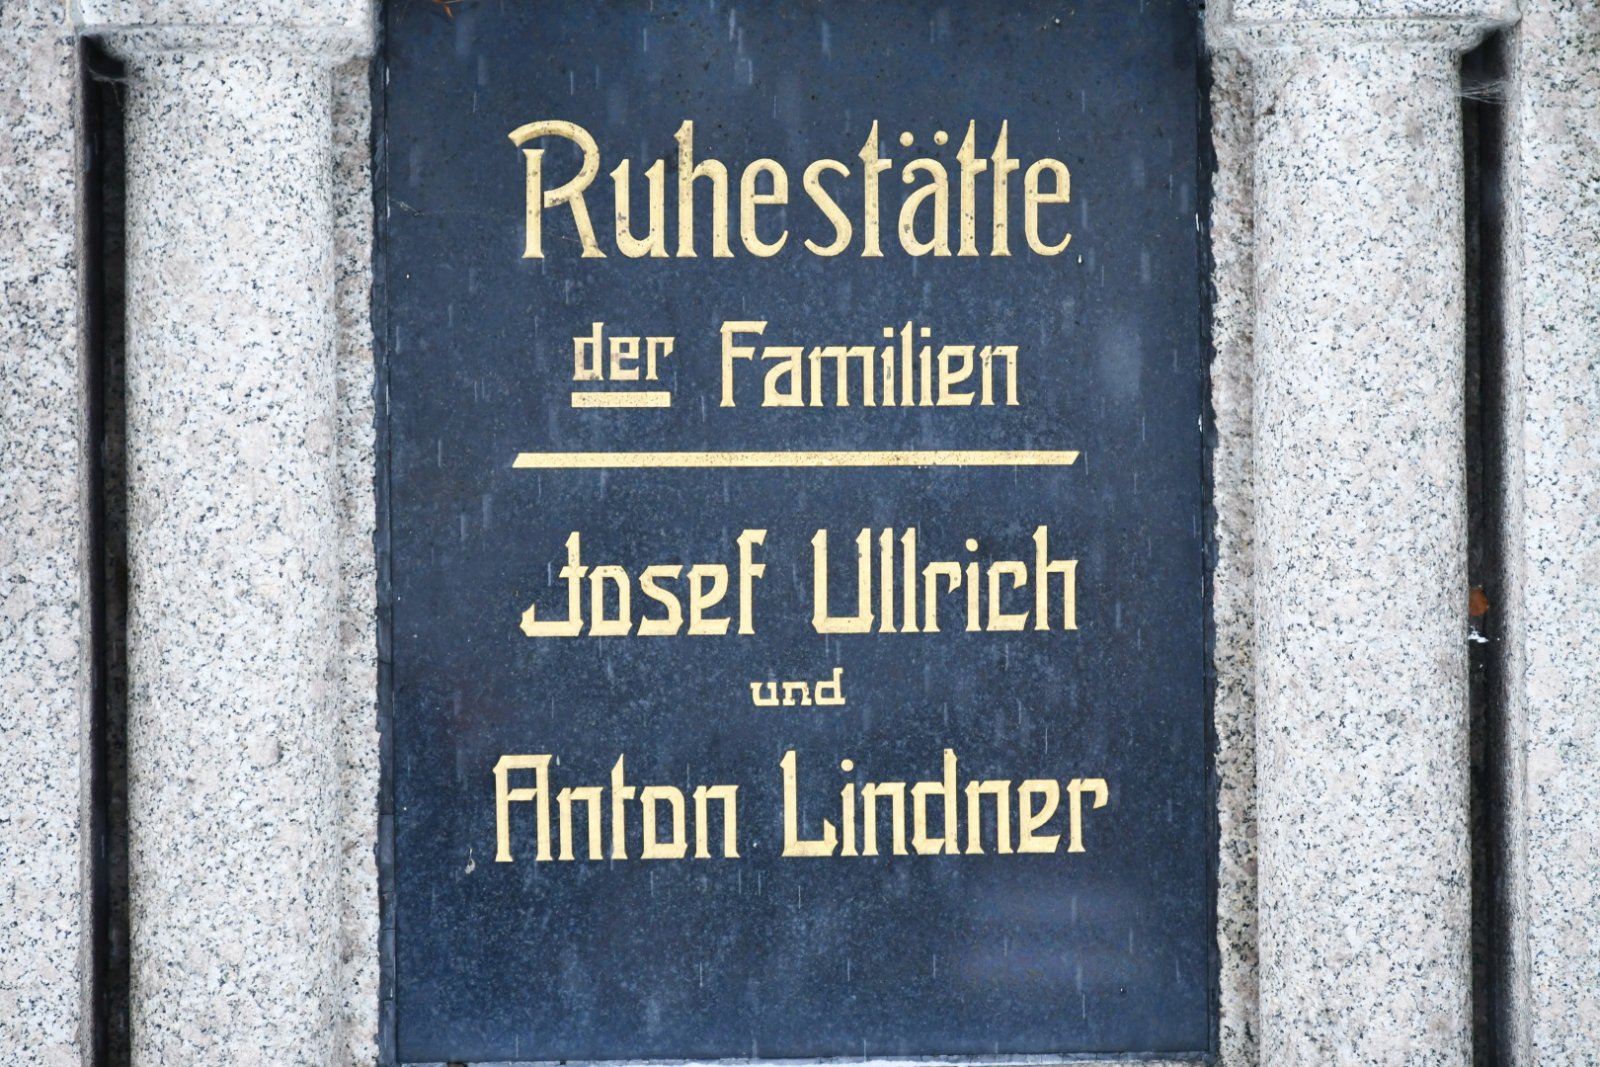 Ruhestätte
der Familien
Josef Ullrich
und
Anton Lindner